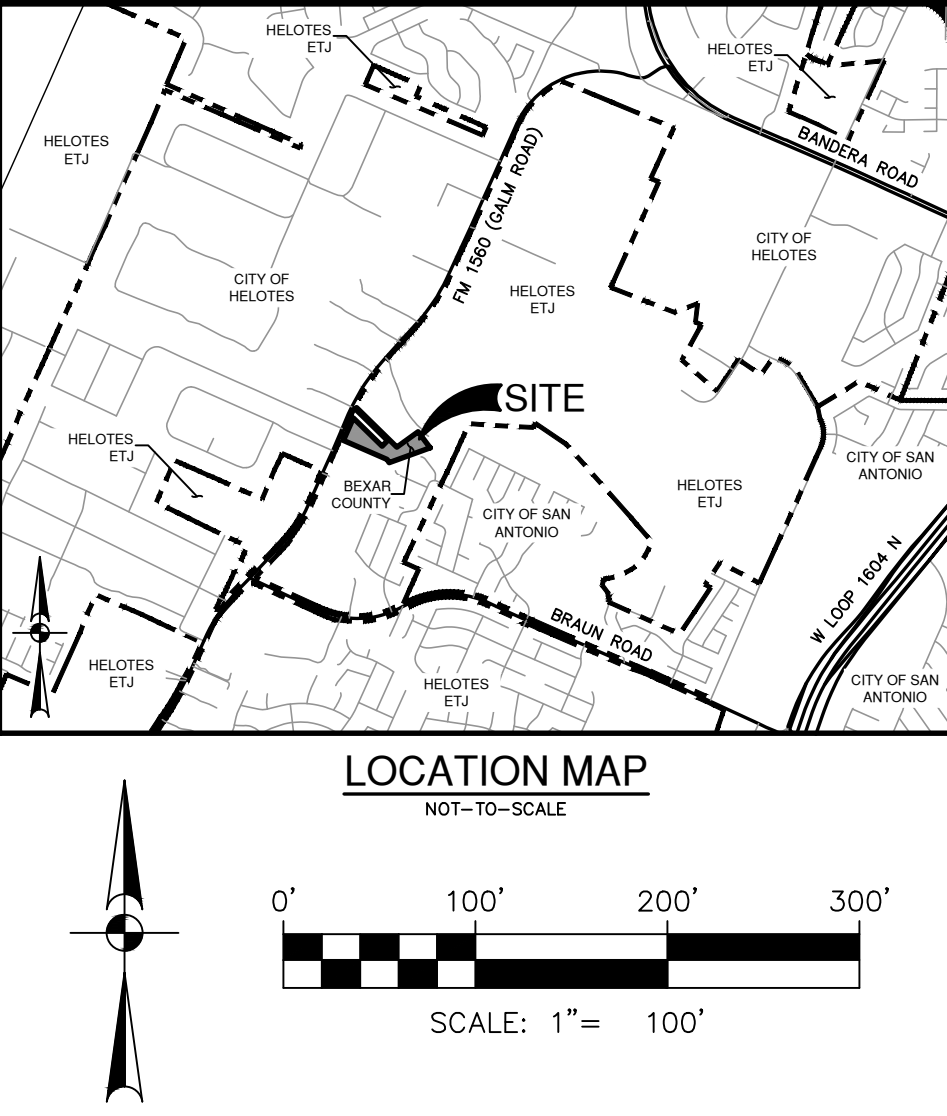 HELOTES
ETJ
HELOTES
ETJ
HELOTES
ETJ
BANDERA ROAD
FM 1560 (GALM ROAD)
CITY OF
HELOTES
CITY OF
HELOTES
HELOTES
ETJ
SITE
HELOTES
ETJ
BEXAR
COUNTY
CITY OF SAN
ANTONIO
HELOTES
ETJ
CITY OF SAN
ANTONIO
W LOOP 1604 N
BRAUN ROAD
HELOTES
ETJ
HELOTES
ETJ
CITY OF SAN
ANTONIO
LOCATION MAP
NOT-TO-SCALE
0' 100' 200' 300'
SCALE: 1"= 100'